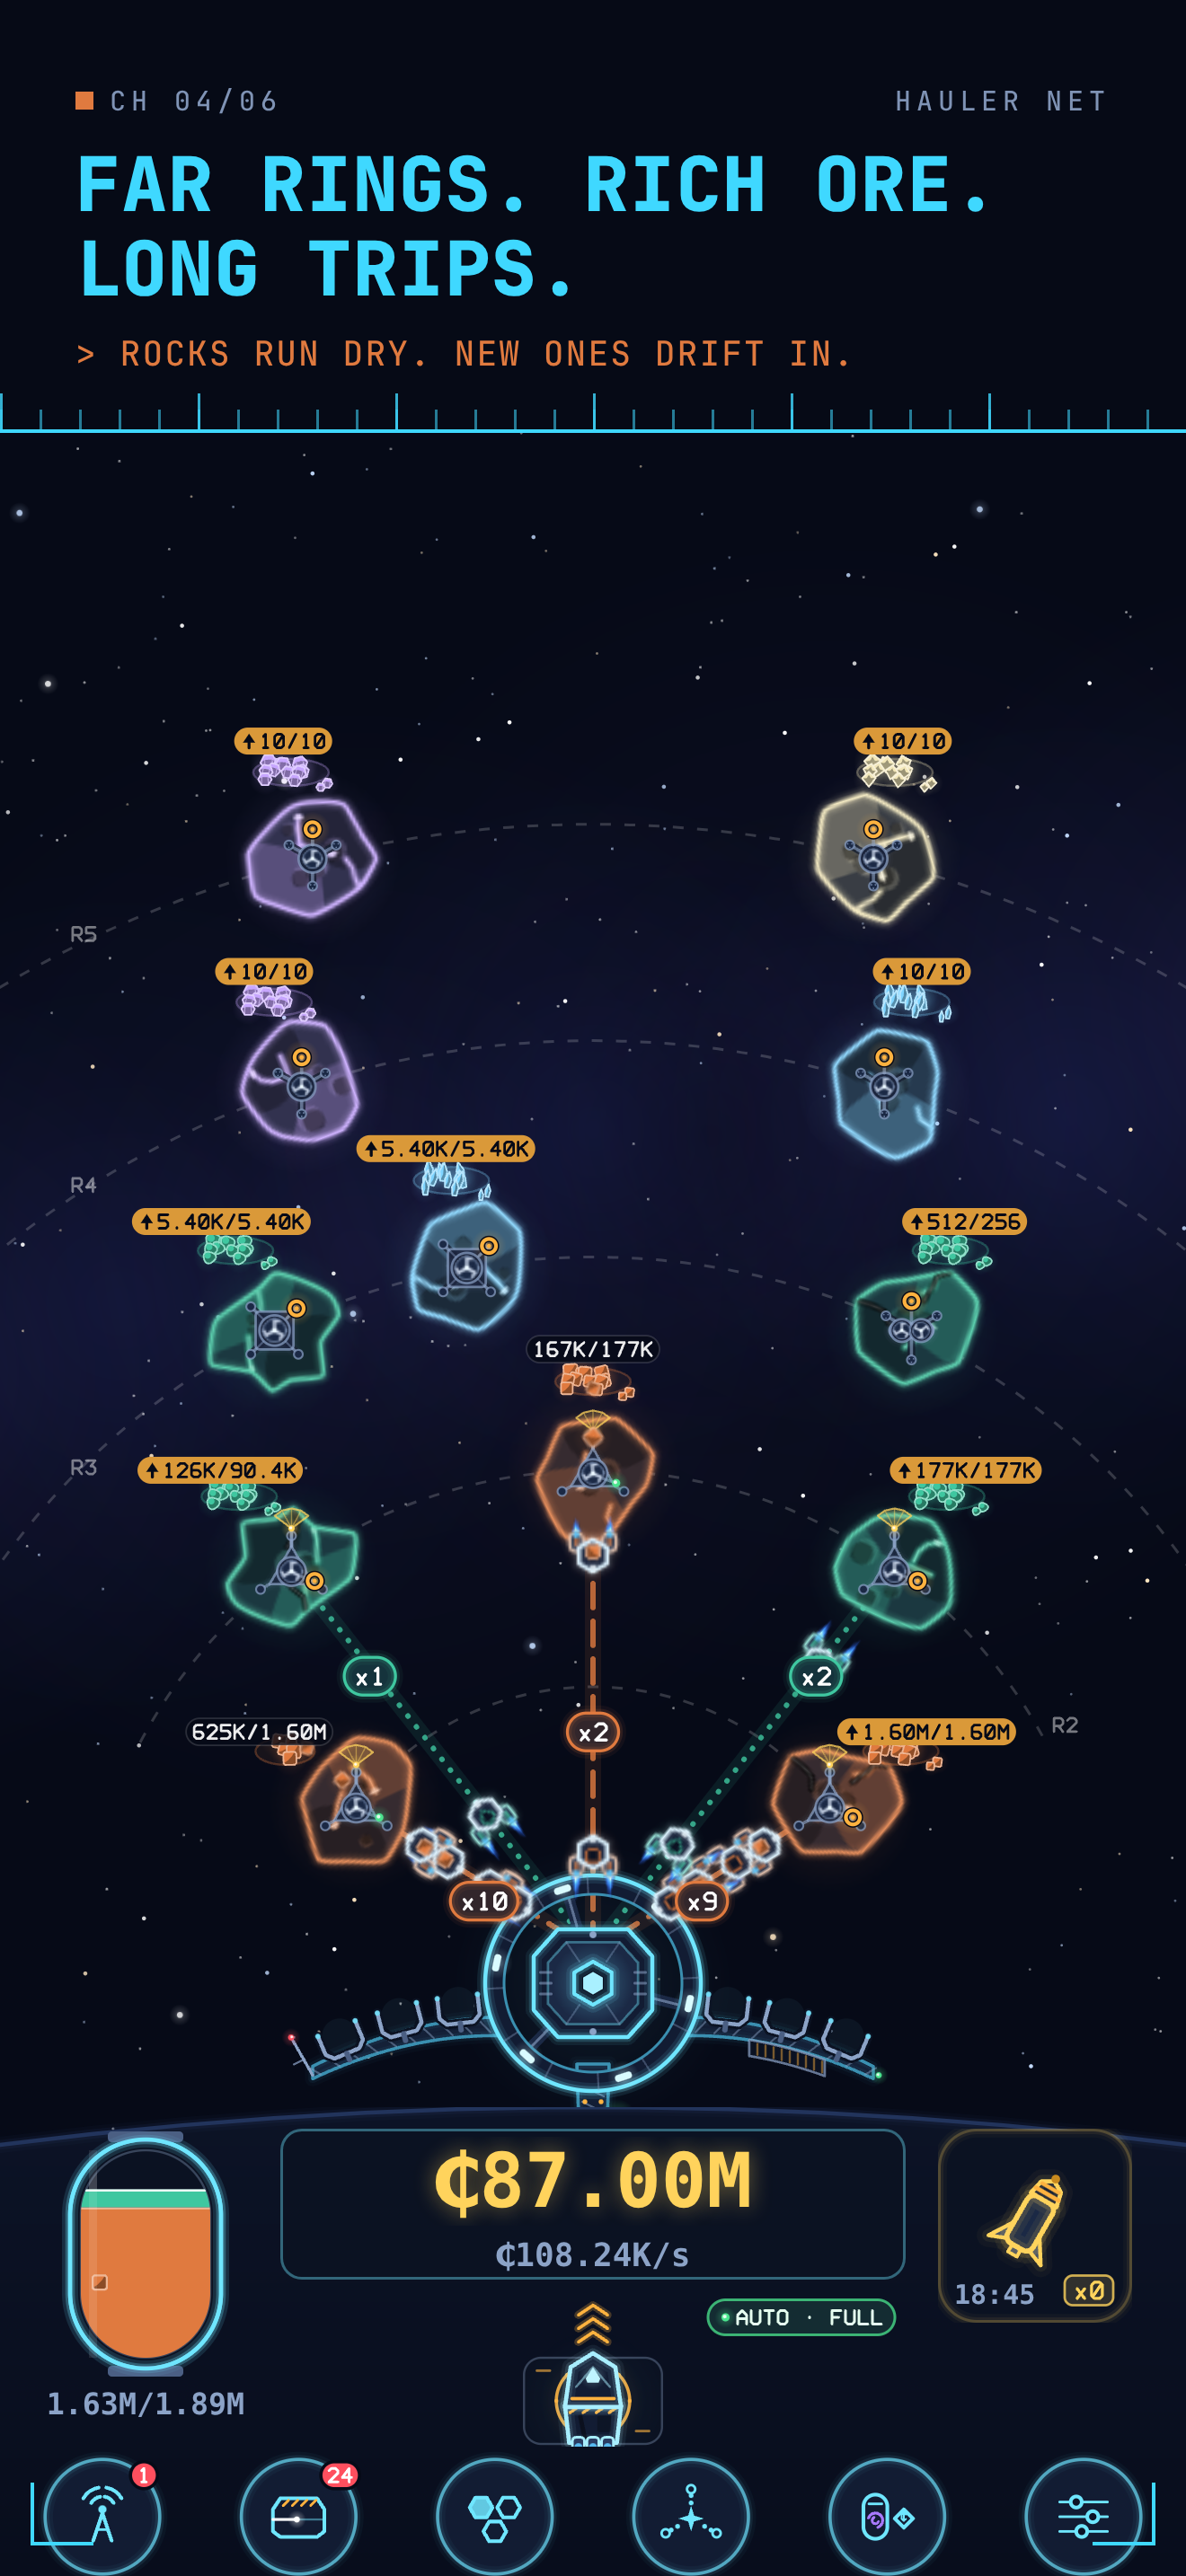 CH 04/06
HAULER NET
FAR RINGS. RICH ORE.
LONG TRIPS.
> ROCKS RUN DRY. NEW ONES DRIFT IN.
10/10
10/10
R5
10/10
10/10
5.40K/5.40K
R4
5.40K/5.40K
512/256
167K/177K
R3
126K/90.4K
177K/177K
x1
x2
x2
R2
625K/1.60M
1.60M/1.60M
x10
x9
₵87.00M
₵108.24K/s
18:45
x0
AUTO · FULL
1.63M/1.89M
1
24